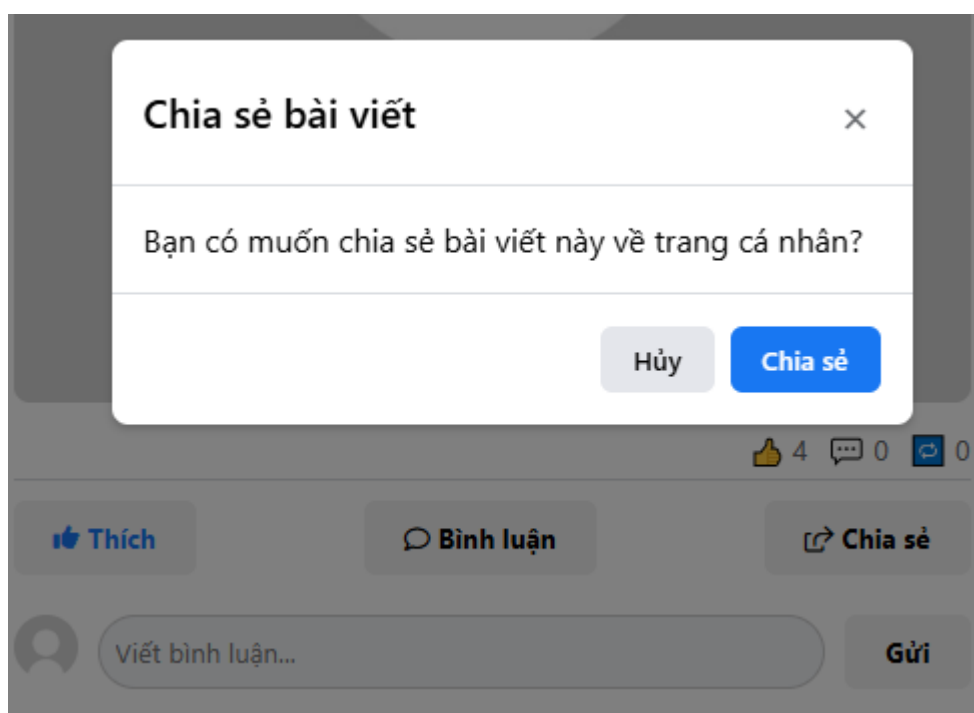 Chia sẻ bài viết ×
Bạn có muốn chia sẻ bài viết này về trang cá nhân?
Hủy Chia sẻ
4 0 0
Thích Bình luận Chia sẻ
Viết bình luận... Gửi